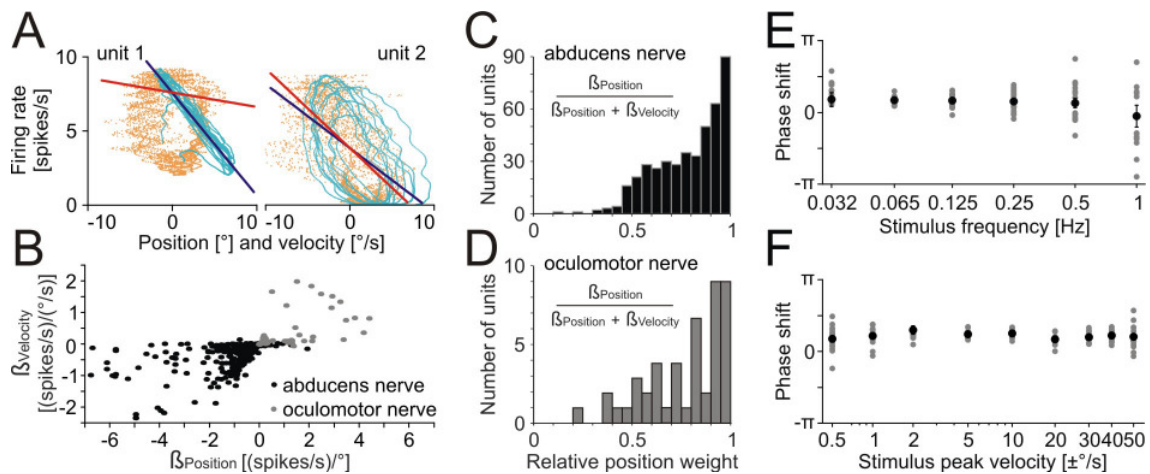 A
unit 1
unit 2
Firing rate
[spikes/s]
10
5
0
-10
0
10
-10
0
10
Position [°] and velocity [°/s]
B
ßVelocity
[(spikes/s)/(°/s)]
2
1
0
-1
-2
abducens nerve
oculomotor nerve
-6
-4
-2
0
2
4
6
ßPosition [(spikes/s)/°]
C
abducens nerve
ßPosition
ßPosition + ßVelocity
Number of units
90
60
30
0
0.5
1
D
oculomotor nerve
ßPosition
ßPosition + ßVelocity
Number of units
10
5
0
0
0.5
1
Relative position weight
E
Phase shift
π
0
-π
0.032
0.065
0.125
0.25
0.5
1
Stimulus frequency [Hz]
F
Phase shift
π
0
-π
0.5
1
2
5
10
20
304050
Stimulus peak velocity [±°/s]